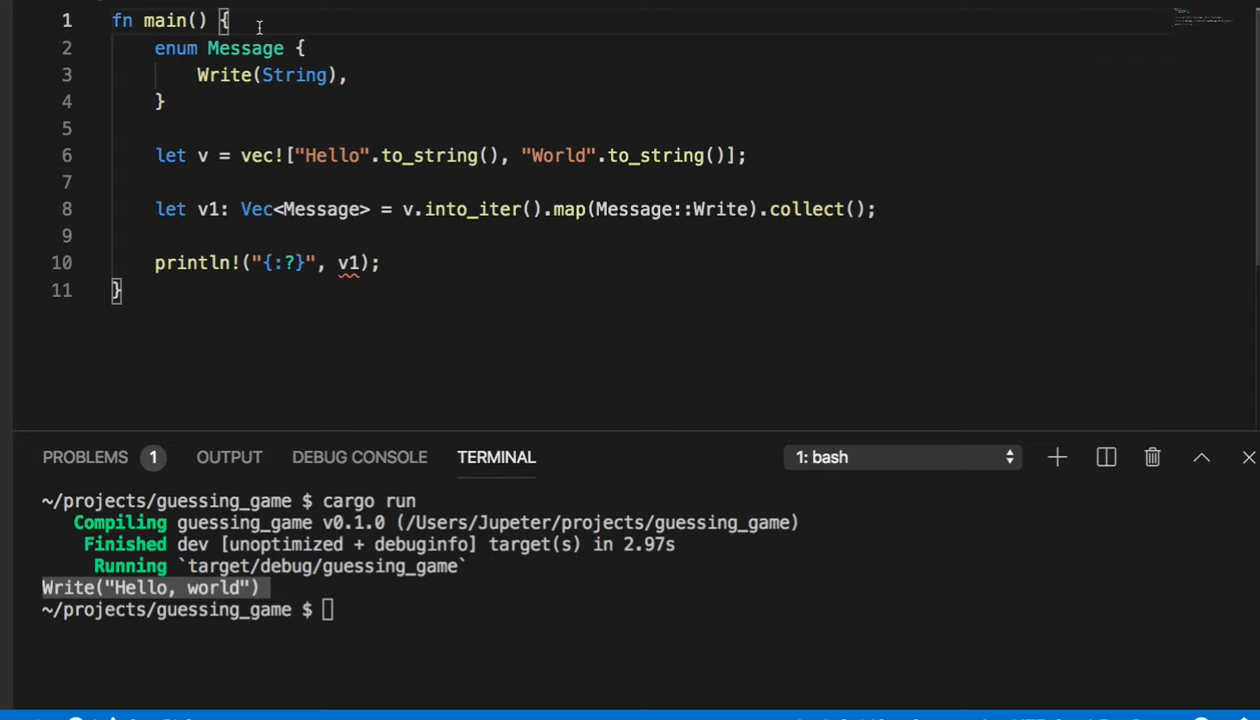 1 fn main() {
2 enum Message {
3 Write(String),
4 }
5
6 let v = vec!["Hello".to_string(), "World".to_string()];
7
8 let v1: Vec<Message> = v.into_iter().map(Message::Write).collect();
9
10 println!("{:?}", v1);
11 }
PROBLEMS 1 OUTPUT DEBUG CONSOLE TERMINAL 1: bash
~/projects/guessing_game $ cargo run
Compiling guessing_game v0.1.0 (/Users/Jupeter/projects/guessing_game)
Finished dev [unoptimized + debuginfo] target(s) in 2.97s
Running `target/debug/guessing_game`
Write("Hello, world")
~/projects/guessing_game $